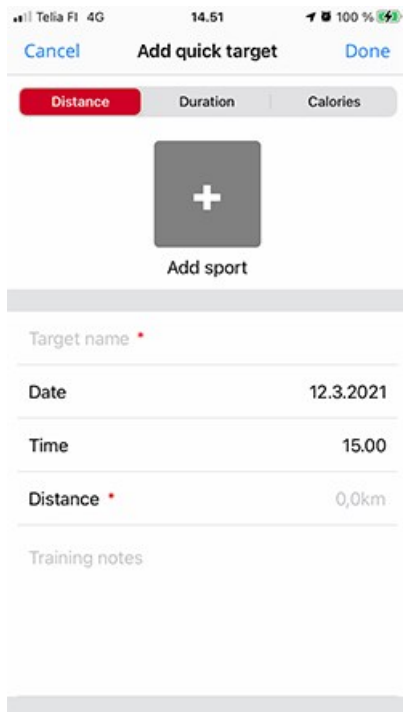 Telia FI 4G 14.51 100 %
Cancel Add quick target Done
Distance Duration Calories
Add sport
Target name *
Date 12.3.2021
Time 15.00
Distance * 0,0km
Training notes